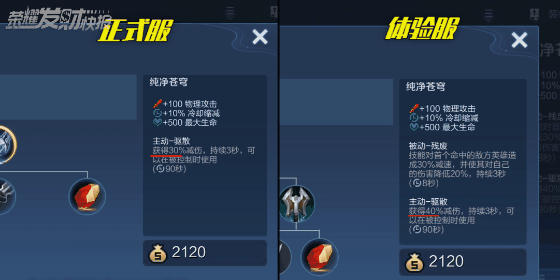 荣耀发财快报
正式服
纯净苍穹
+100 物理攻击
+10% 冷却缩减
+500 最大生命
主动–驱散
获得30%减伤，持续3秒，可
以在被控制时使用
(90秒)
2120
体验服
纯净苍穹
+100 物理攻击
+10% 冷却缩减
+200 最大生命
被动–残废
技能对首个命中的敌方英雄造
成30%减速，并使其对自己
的伤害降低20%，持续3秒
(8秒)
主动–驱散
获得40%减伤，持续3秒，可
以在被控制时使用
(90秒)
2120